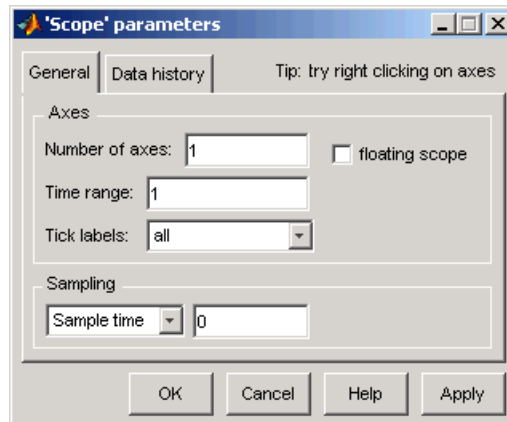 'Scope' parameters
General Data history Tip: try right clicking on axes
Axes
Number of axes: 1 floating scope
Time range: 1
Tick labels: all
Sampling
Sample time 0
OK Cancel Help Apply